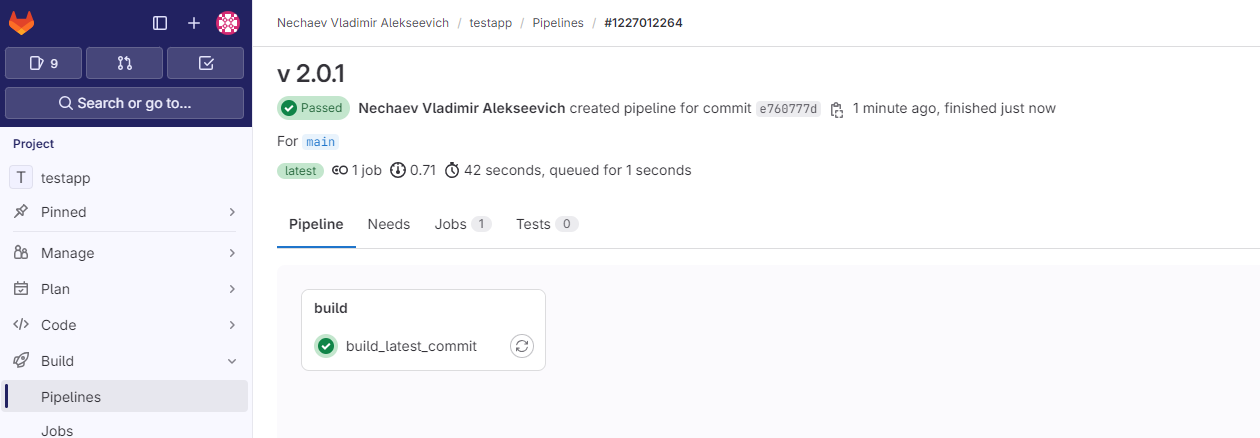 Nechaev Vladimir Alekseevich / testapp / Pipelines / #1227012264
9
Search or go to...
Project
T testapp
Pinned
Manage
Plan
Code
Build
Pipelines
Jobs
v 2.0.1
Passed Nechaev Vladimir Alekseevich created pipeline for commit e760777d 1 minute ago, finished just now
For main
latest 1 job 0.71 42 seconds, queued for 1 seconds
Pipeline Needs Jobs 1 Tests 0
build
build_latest_commit